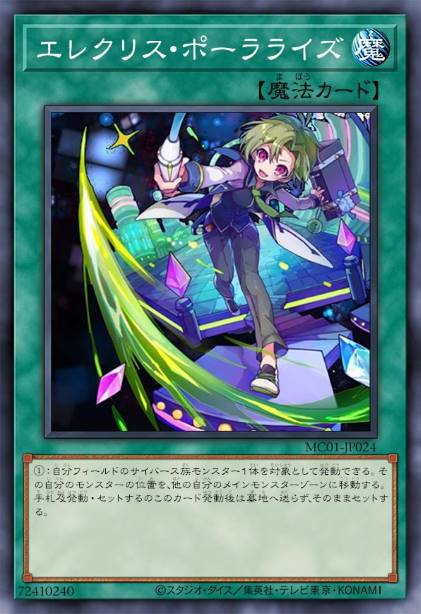 エレクリス・ポーラライズ
魔
【魔法カード】
MC01-JP024
①：自分フィールドのサイバース族モンスター１体を対象として発動できる。そ
の自分のモンスターの位置を、他の自分のメインモンスターゾーンに移動する。
手札及発動・セットするのこのカード発動後は墓地へ送らず、そのままセットす
る。
72410240
©スタジオ・ダイス／集英社・テレビ東京・KONAMI